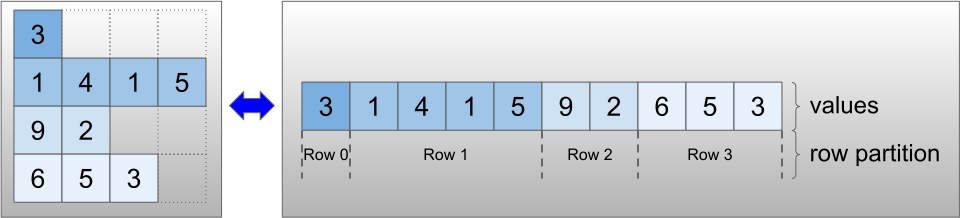 3
1 4 1 5
9 2
6 5 3
3 1 4 1 5 9 2 6 5 3 values
Row 0 Row 1 Row 2 Row 3 row partition